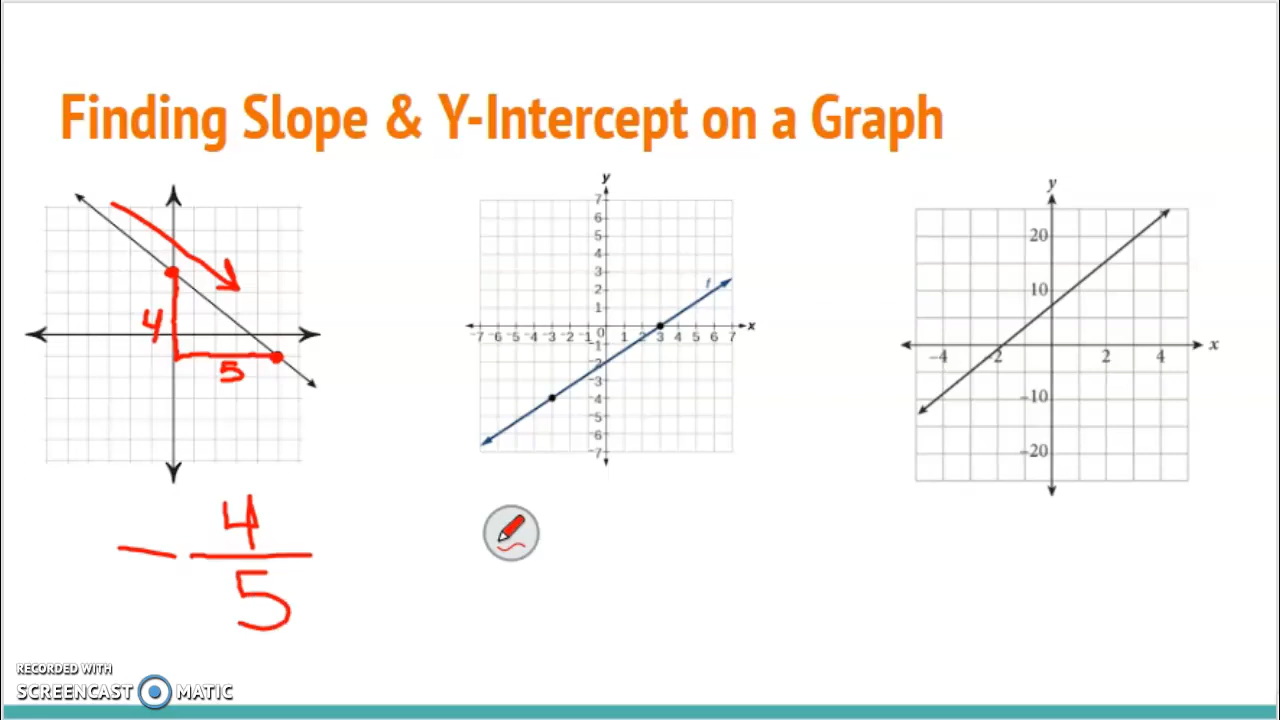 Finding Slope & Y-Intercept on a Graph
4
5
- 4
5
y
7
6
5
4
3
2
1
-7 -6 -5 -4 -3 -2 -1 0 1 2 3 4 5 6 7 x
-1
-2
-3
-4
-5
-6
-7
f
y
20
10
-4 -2 2 4 x
-10
-20
RECORDED WITH
SCREENCAST MATIC